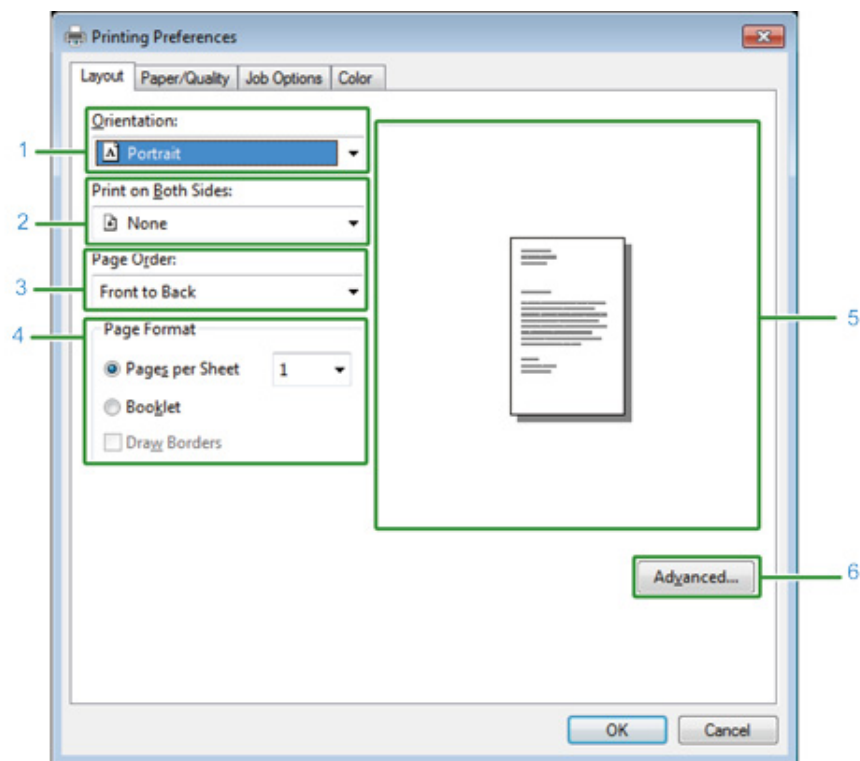 Printing Preferences
Layout Paper/Quality Job Options Color
Orientation:
1 Portrait
Print on Both Sides:
2 None
Page Order:
3 Front to Back
4 Page Format
5
Pages per Sheet 1
Booklet
Draw Borders
Advanced... 6
OK Cancel